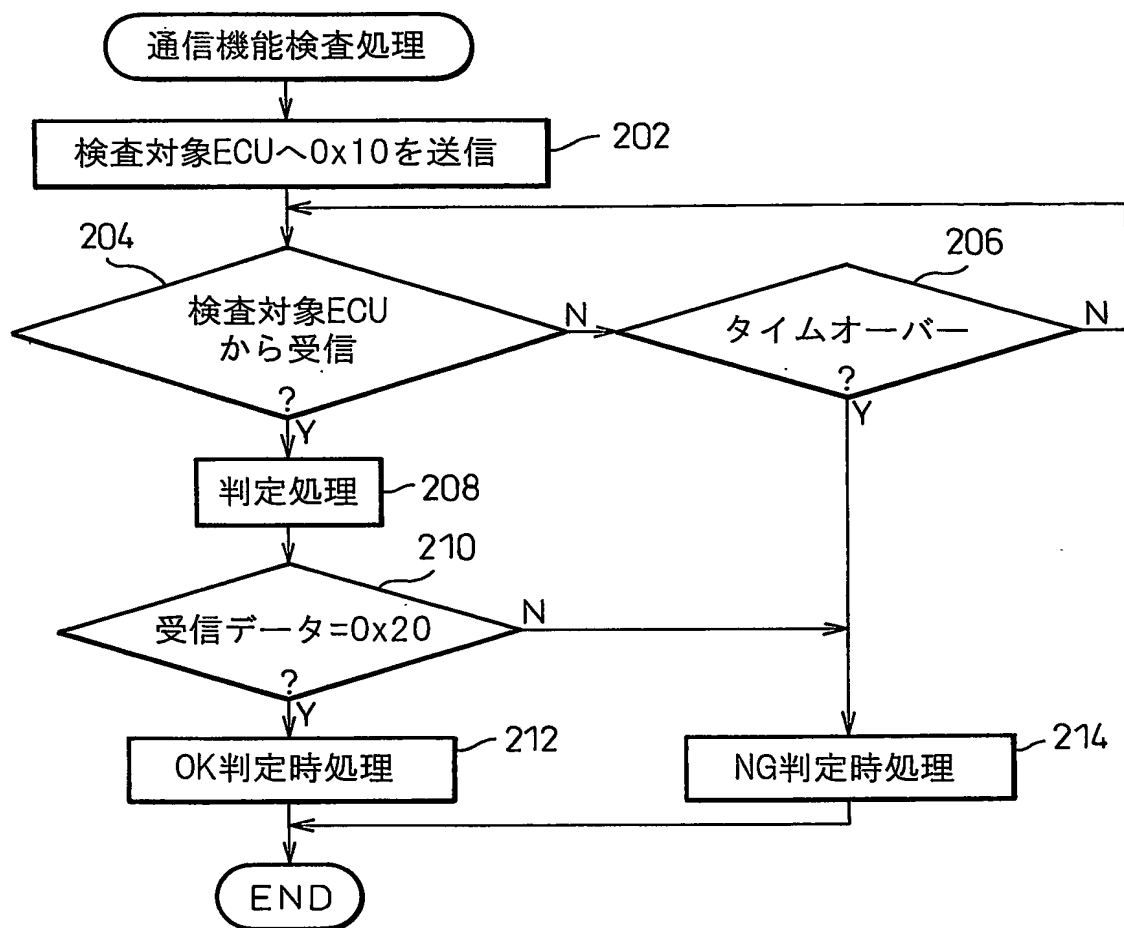 通信機能検査処理
検査対象ECUへ0x10を送信
202
204
検査対象ECU
から受信
?
N
Y
206
タイムオーバー
?
N
Y
判定処理
208
210
受信データ=0x20
?
N
Y
OK判定時処理
212
NG判定時処理
214
END